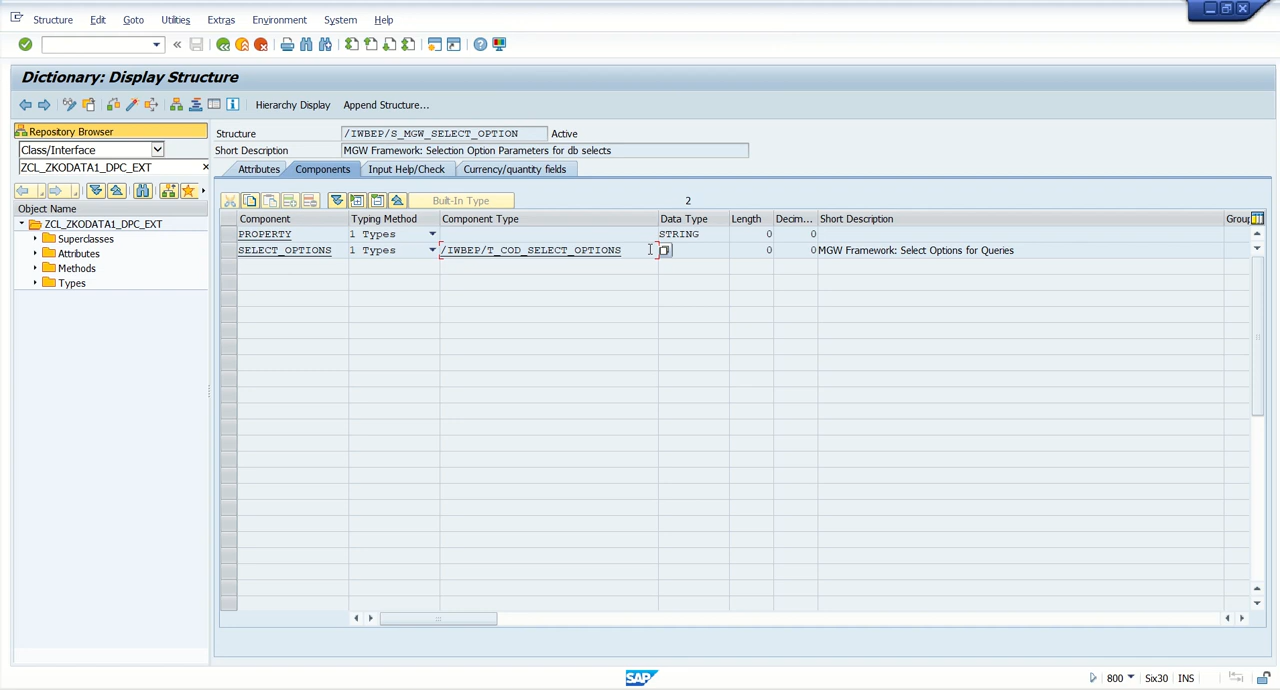 Structure Edit Goto Utilities Extras Environment System Help
Dictionary: Display Structure
Hierarchy Display Append Structure...
Repository Browser
Class/Interface
ZCL_ZKODATA1_DPC_EXT
Object Name
ZCL_ZKODATA1_DPC_EXT
Superclasses
Attributes
Methods
Types
Structure /IWBEP/S_MGW_SELECT_OPTION Active
Short Description MGW Framework: Selection Option Parameters for db selects
Attributes Components Input Help/Check Currency/quantity fields
Built-In Type 2
Component Typing Method Component Type Data Type Length Decim... Short Description Group
PROPERTY 1 Types STRING 0 0
SELECT_OPTIONS 1 Types /IWBEP/T_COD_SELECT_OPTIONS 0 0 MGW Framework: Select Options for Queries
SAP 800 Six30 INS